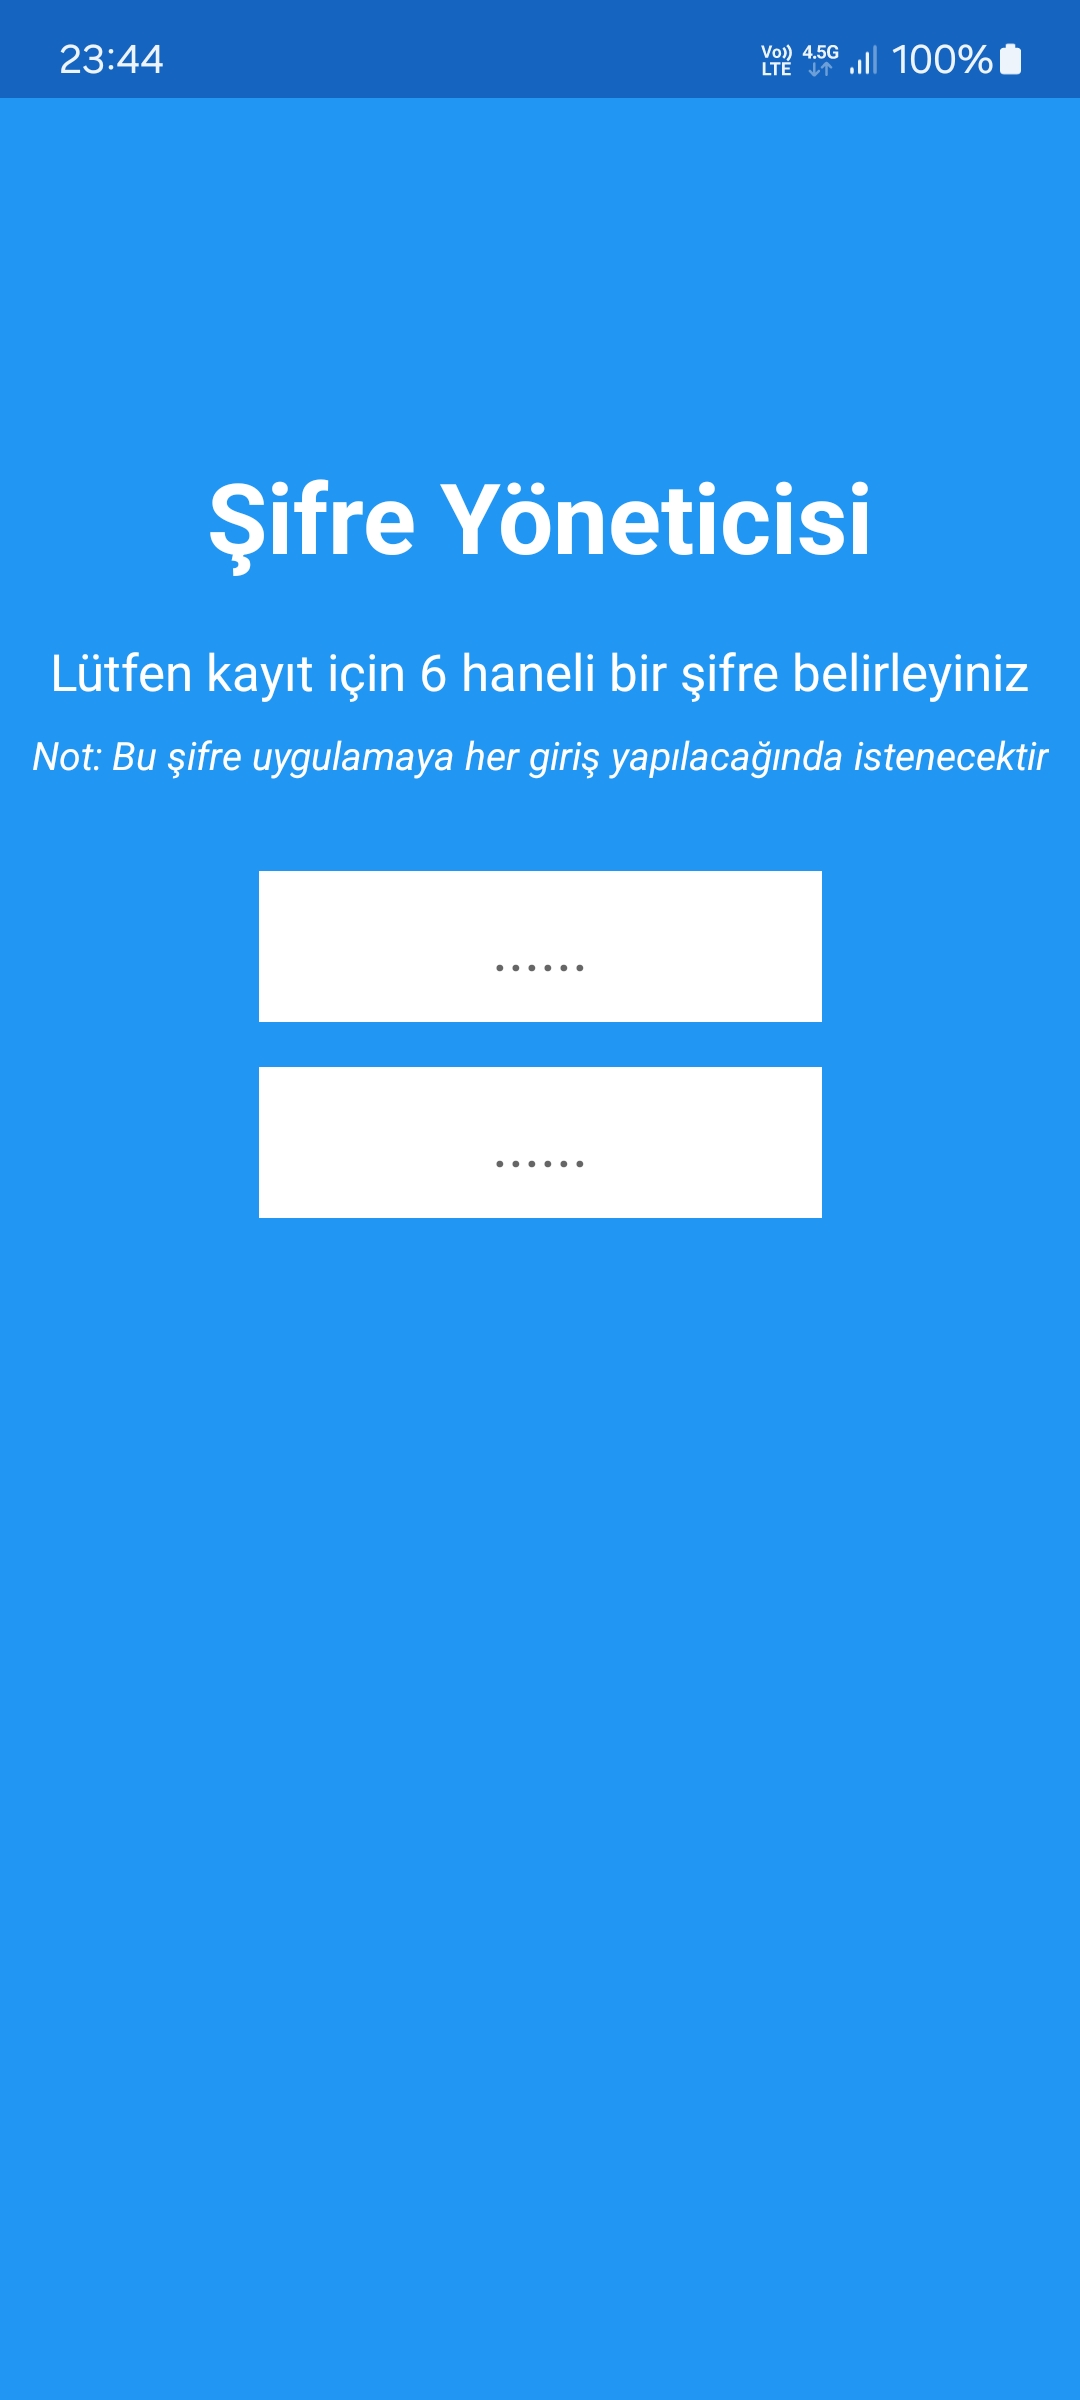 23:44
Vo)) LTE 4.5G 100%
Şifre Yöneticisi
Lütfen kayıt için 6 haneli bir şifre belirleyiniz
Not: Bu şifre uygulamaya her giriş yapılacağında istenecektir
......
......